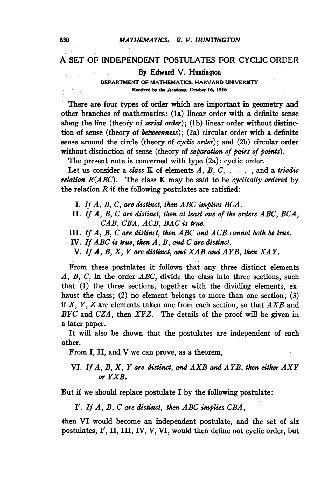 630 MATHEMATICS. E. V. HUNTINGTON
A SET OF INDEPENDENT POSTULATES FOR CYCLIC ORDER
By Edward V. Huntington
DEPARTMENT OF MATHEMATICS, HARVARD UNIVERSITY
Received by the Academy, October 16, 1916
There are four types of order which are important in geometry and
other branches of mathematics: (1a) linear order with a definite sense
along the line (theory of serial order); (1b) linear order without distinc-
tion of sense (theory of betweenness); (2a) circular order with a definite
sense around the circle (theory of cyclic order); and (2b) circular order
without distinction of sense (theory of separation of pairs of points).
The present note is concerned with type (2a): cyclic order.
Let us consider a class K of elements A, B, C, . . . , and a triadic
relation R(ABC). The class K may be said to be cyclically ordered by
the relation R if the following postulates are satisfied:
I. If A, B, C, are distinct, then ABC implies BCA.
II. If A, B, C are distinct, then at least one of the orders ABC, BCA,
CAB, CBA, ACB, BAC is true.
III. If A, B, C are distinct, then ABC and ACB cannot both be true.
IV. If ABC is true, then A, B, and C are distinct.
V. If A, B, X, Y are distinct, and XAB and AYB, then XAY.
From these postulates it follows that any three distinct elements
A, B, C, in the order ABC, divide the class into three sections, such
that (1) the three sections, together with the dividing elements, ex-
haust the class; (2) no element belongs to more than one section; (3)
if X, Y, Z are elements taken one from each section, so that AXB and
BYC and CZA, then XYZ. The details of the proof will be given in
a later paper.
It will also be shown that the postulates are independent of each
other.
From I, II, and V we can prove, as a theorem,
VI. If A, B, X, Y are distinct, and AXB and AYB, then either AXY
or YXB.
But if we should replace postulate I by the following postulate:
I'. If A, B, C are distinct, then ABC implies CBA,
then VI would become an independent postulate, and the set of six
postulates, I', II, III, IV, V, VI, would then define not cyclic order, but